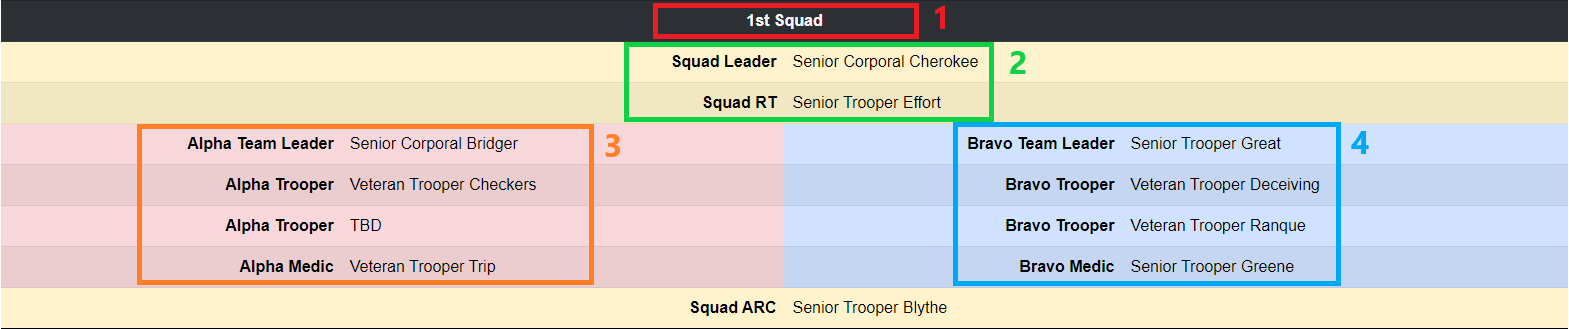 1st Squad 1
Squad Leader Senior Corporal Cherokee 2
Squad RT Senior Trooper Effort
Alpha Team Leader Senior Corporal Bridger 3 Bravo Team Leader Senior Trooper Great 4
Alpha Trooper Veteran Trooper Checkers Bravo Trooper Veteran Trooper Deceiving
Alpha Trooper TBD Bravo Trooper Veteran Trooper Ranque
Alpha Medic Veteran Trooper Trip Bravo Medic Senior Trooper Greene
Squad ARC Senior Trooper Blythe